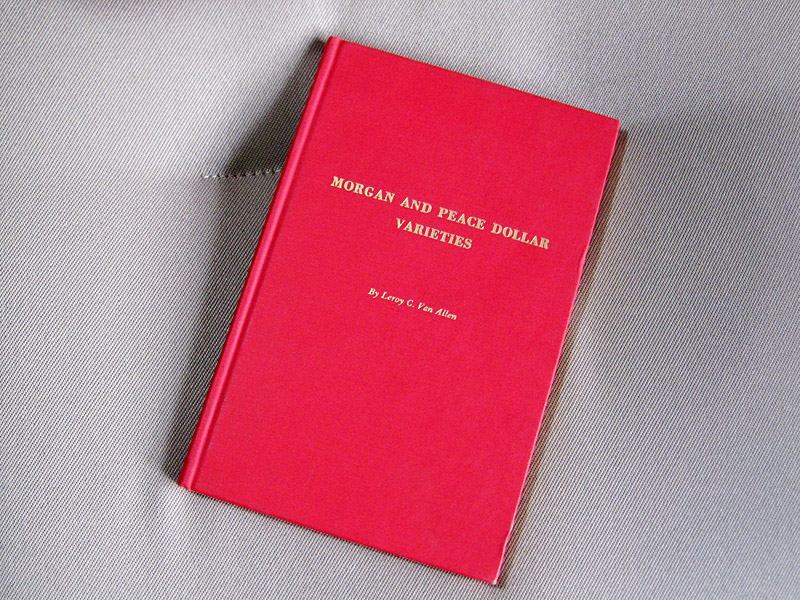 MORGAN AND PEACE DOLLAR
VARIETIES
By Leroy C. Van Allen